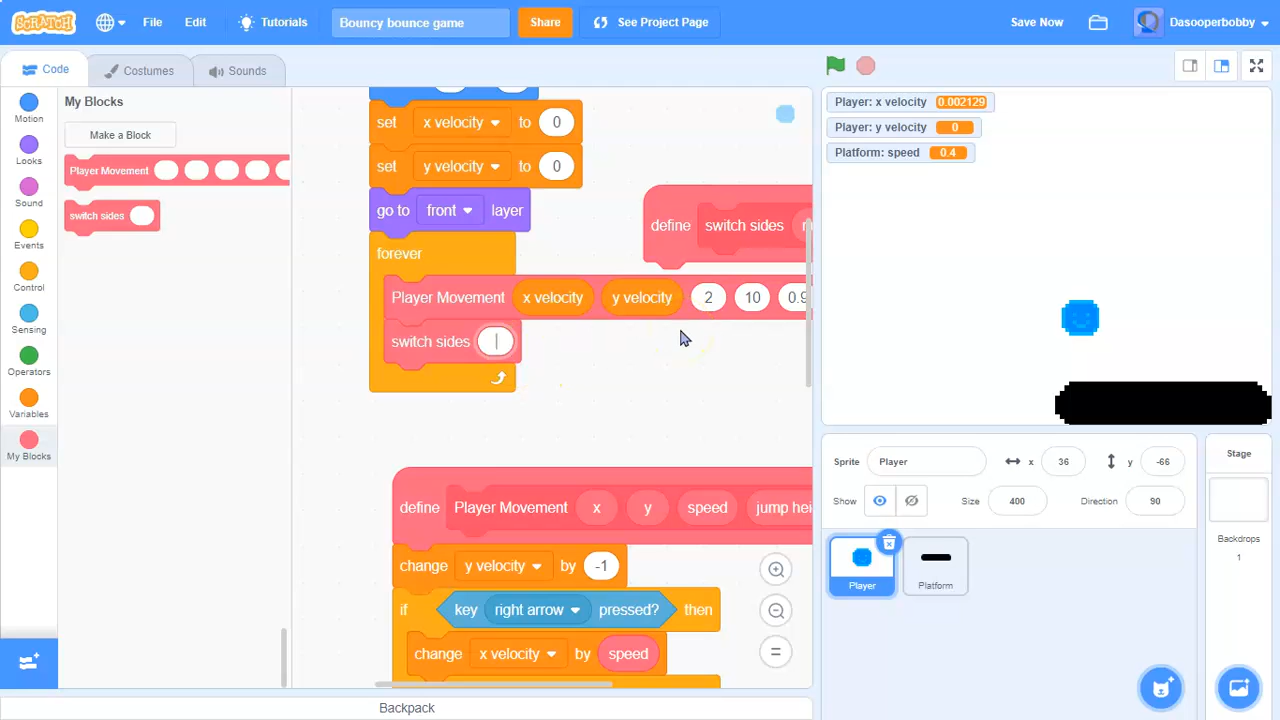 SCRATCH File Edit Tutorials Bouncy bounce game Share See Project Page Save Now Dasooperbobby
Code Costumes Sounds
Motion
Looks
Sound
Events
Control
Sensing
Operators
Variables
My Blocks
My Blocks
Make a Block
Player Movement
switch sides
set x velocity to 0
set y velocity to 0
go to front layer
forever
Player Movement x velocity y velocity 2 10 0.9
switch sides
define switch sides
define Player Movement x y speed jump hei
change y velocity by -1
if key right arrow pressed? then
change x velocity by speed
Backpack
Player: x velocity 0.002129
Player: y velocity 0
Platform: speed 0.4
Sprite Player x 36 y -66
Show Size 400 Direction 90
Player
Platform
Stage
Backdrops
1